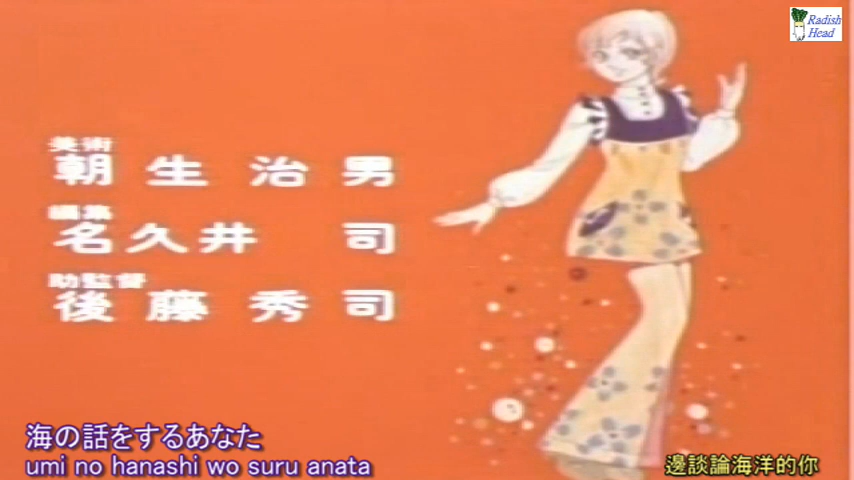 Radish
Head
美術
朝生治男
編集
名久井 司
助監督
後藤秀司
海の話をするあなた
umi no hanashi wo suru anata
邊談論海洋的你